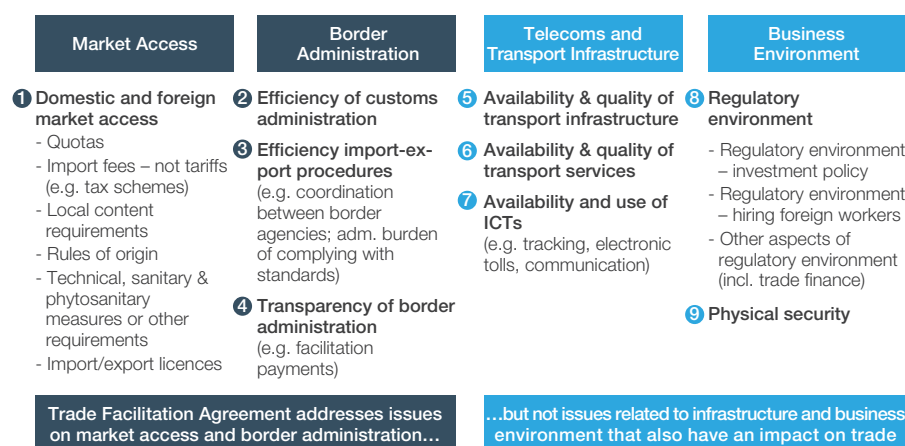 Market Access
Border
Administration
Telecoms and
Transport Infrastructure
Business
Environment
1 Domestic and foreign
market access
- Quotas
- Import fees – not tariffs
(e.g. tax schemes)
- Local content
requirements
- Rules of origin
- Technical, sanitary &
phytosanitary
measures or other
requirements
- Import/export licences
2 Efficiency of customs
administration
3 Efficiency import-ex-
port procedures
(e.g. coordination
between border
agencies; adm. burden
of complying with
standards)
4 Transparency of border
administration
(e.g. facilitation
payments)
5 Availability & quality of
transport infrastructure
6 Availability & quality of
transport services
7 Availability and use of
ICTs
(e.g. tracking, electronic
tolls, communication)
8 Regulatory
environment
- Regulatory environment
– investment policy
- Regulatory environment
– hiring foreign workers
- Other aspects of
regulatory environment
(incl. trade finance)
9 Physical security
Trade Facilitation Agreement addresses issues
on market access and border administration…
…but not issues related to infrastructure and business
environment that also have an impact on trade